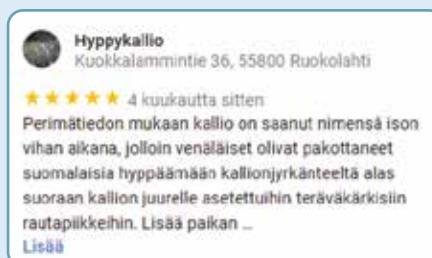 Hyppykallio
Kuokkalammintie 36, 55800 Ruokolahti
★★★★★ 4 kuukautta sitten
Perimätiedon mukaan kallio on saanut nimensä ison
vihan aikana, jolloin venäläiset olivat pakottaneet
suomalaisia hyppäämään kallionjyrkänteeltä alas
suoraan kallion juurelle asetettuihin teräväkärkisiin
rautapiikkeihin. Lisää paikan ...
Lisää